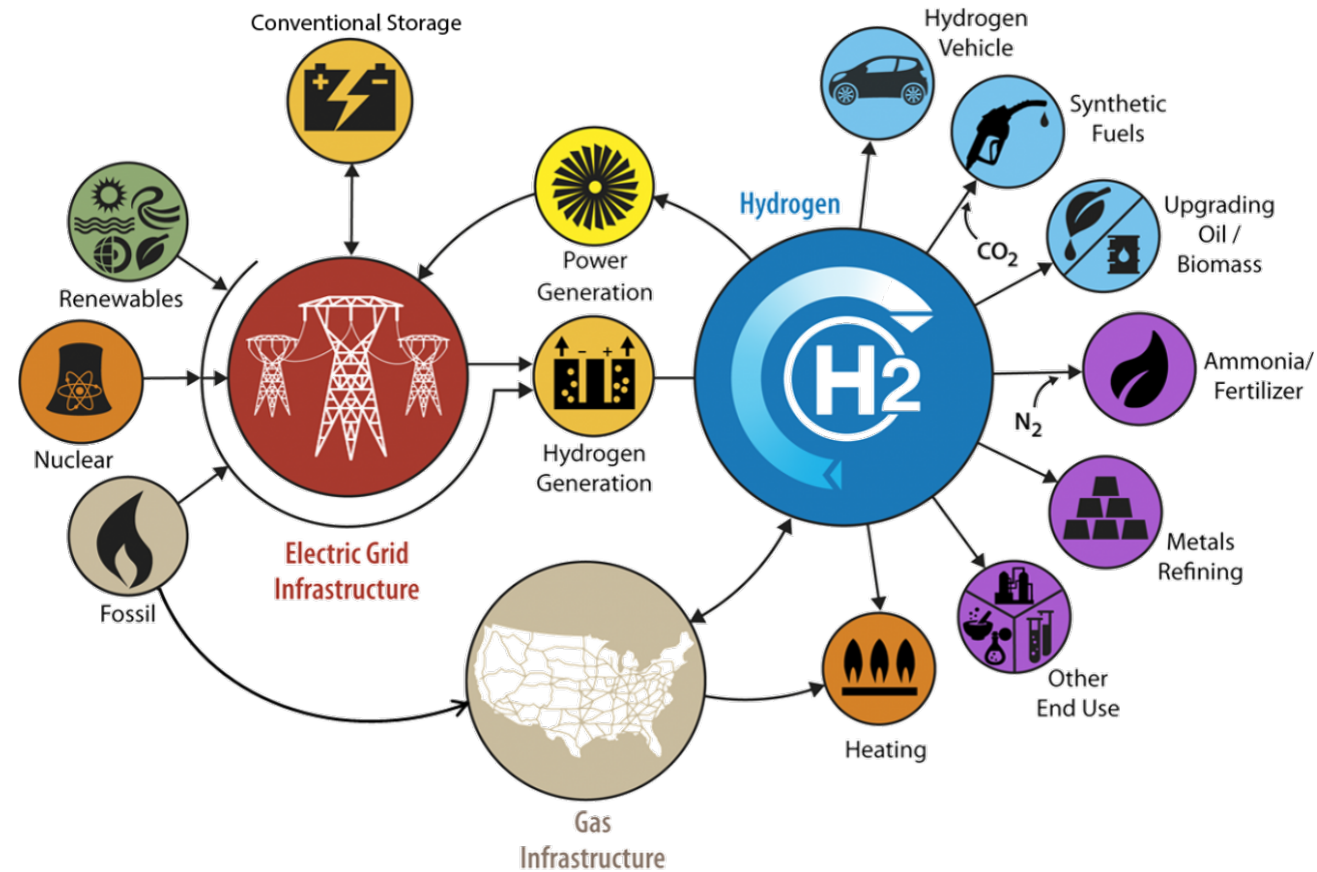 Conventional Storage
Hydrogen
Vehicle
Synthetic
Fuels
Renewables
Power
Generation
Hydrogen
CO2
Upgrading
Oil /
Biomass
Nuclear
Hydrogen
Generation
H2
N2
Ammonia/
Fertilizer
Fossil
Electric Grid
Infrastructure
Metals
Refining
Other
End Use
Heating
Gas
Infrastructure